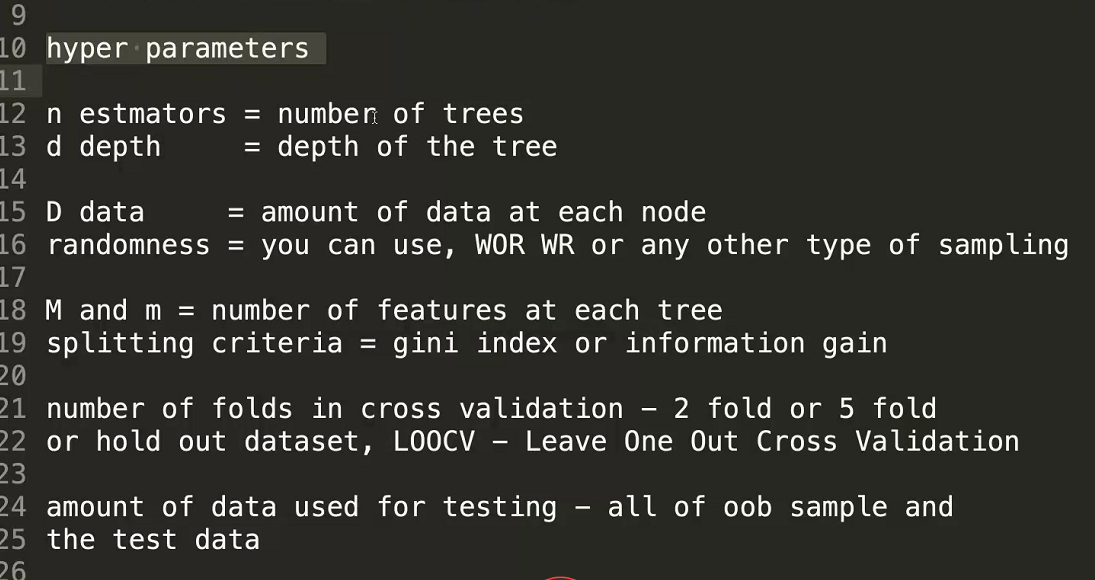 9
10 hyper parameters
11
12 n estmators = number of trees
13 d depth     = depth of the tree
14
15 D data     = amount of data at each node
16 randomness = you can use, WOR WR or any other type of sampling
17
18 M and m = number of features at each tree
19 splitting criteria = gini index or information gain
20
21 number of folds in cross validation – 2 fold or 5 fold
22 or hold out dataset, LOOCV – Leave One Out Cross Validation
23
24 amount of data used for testing – all of oob sample and
25 the test data
26